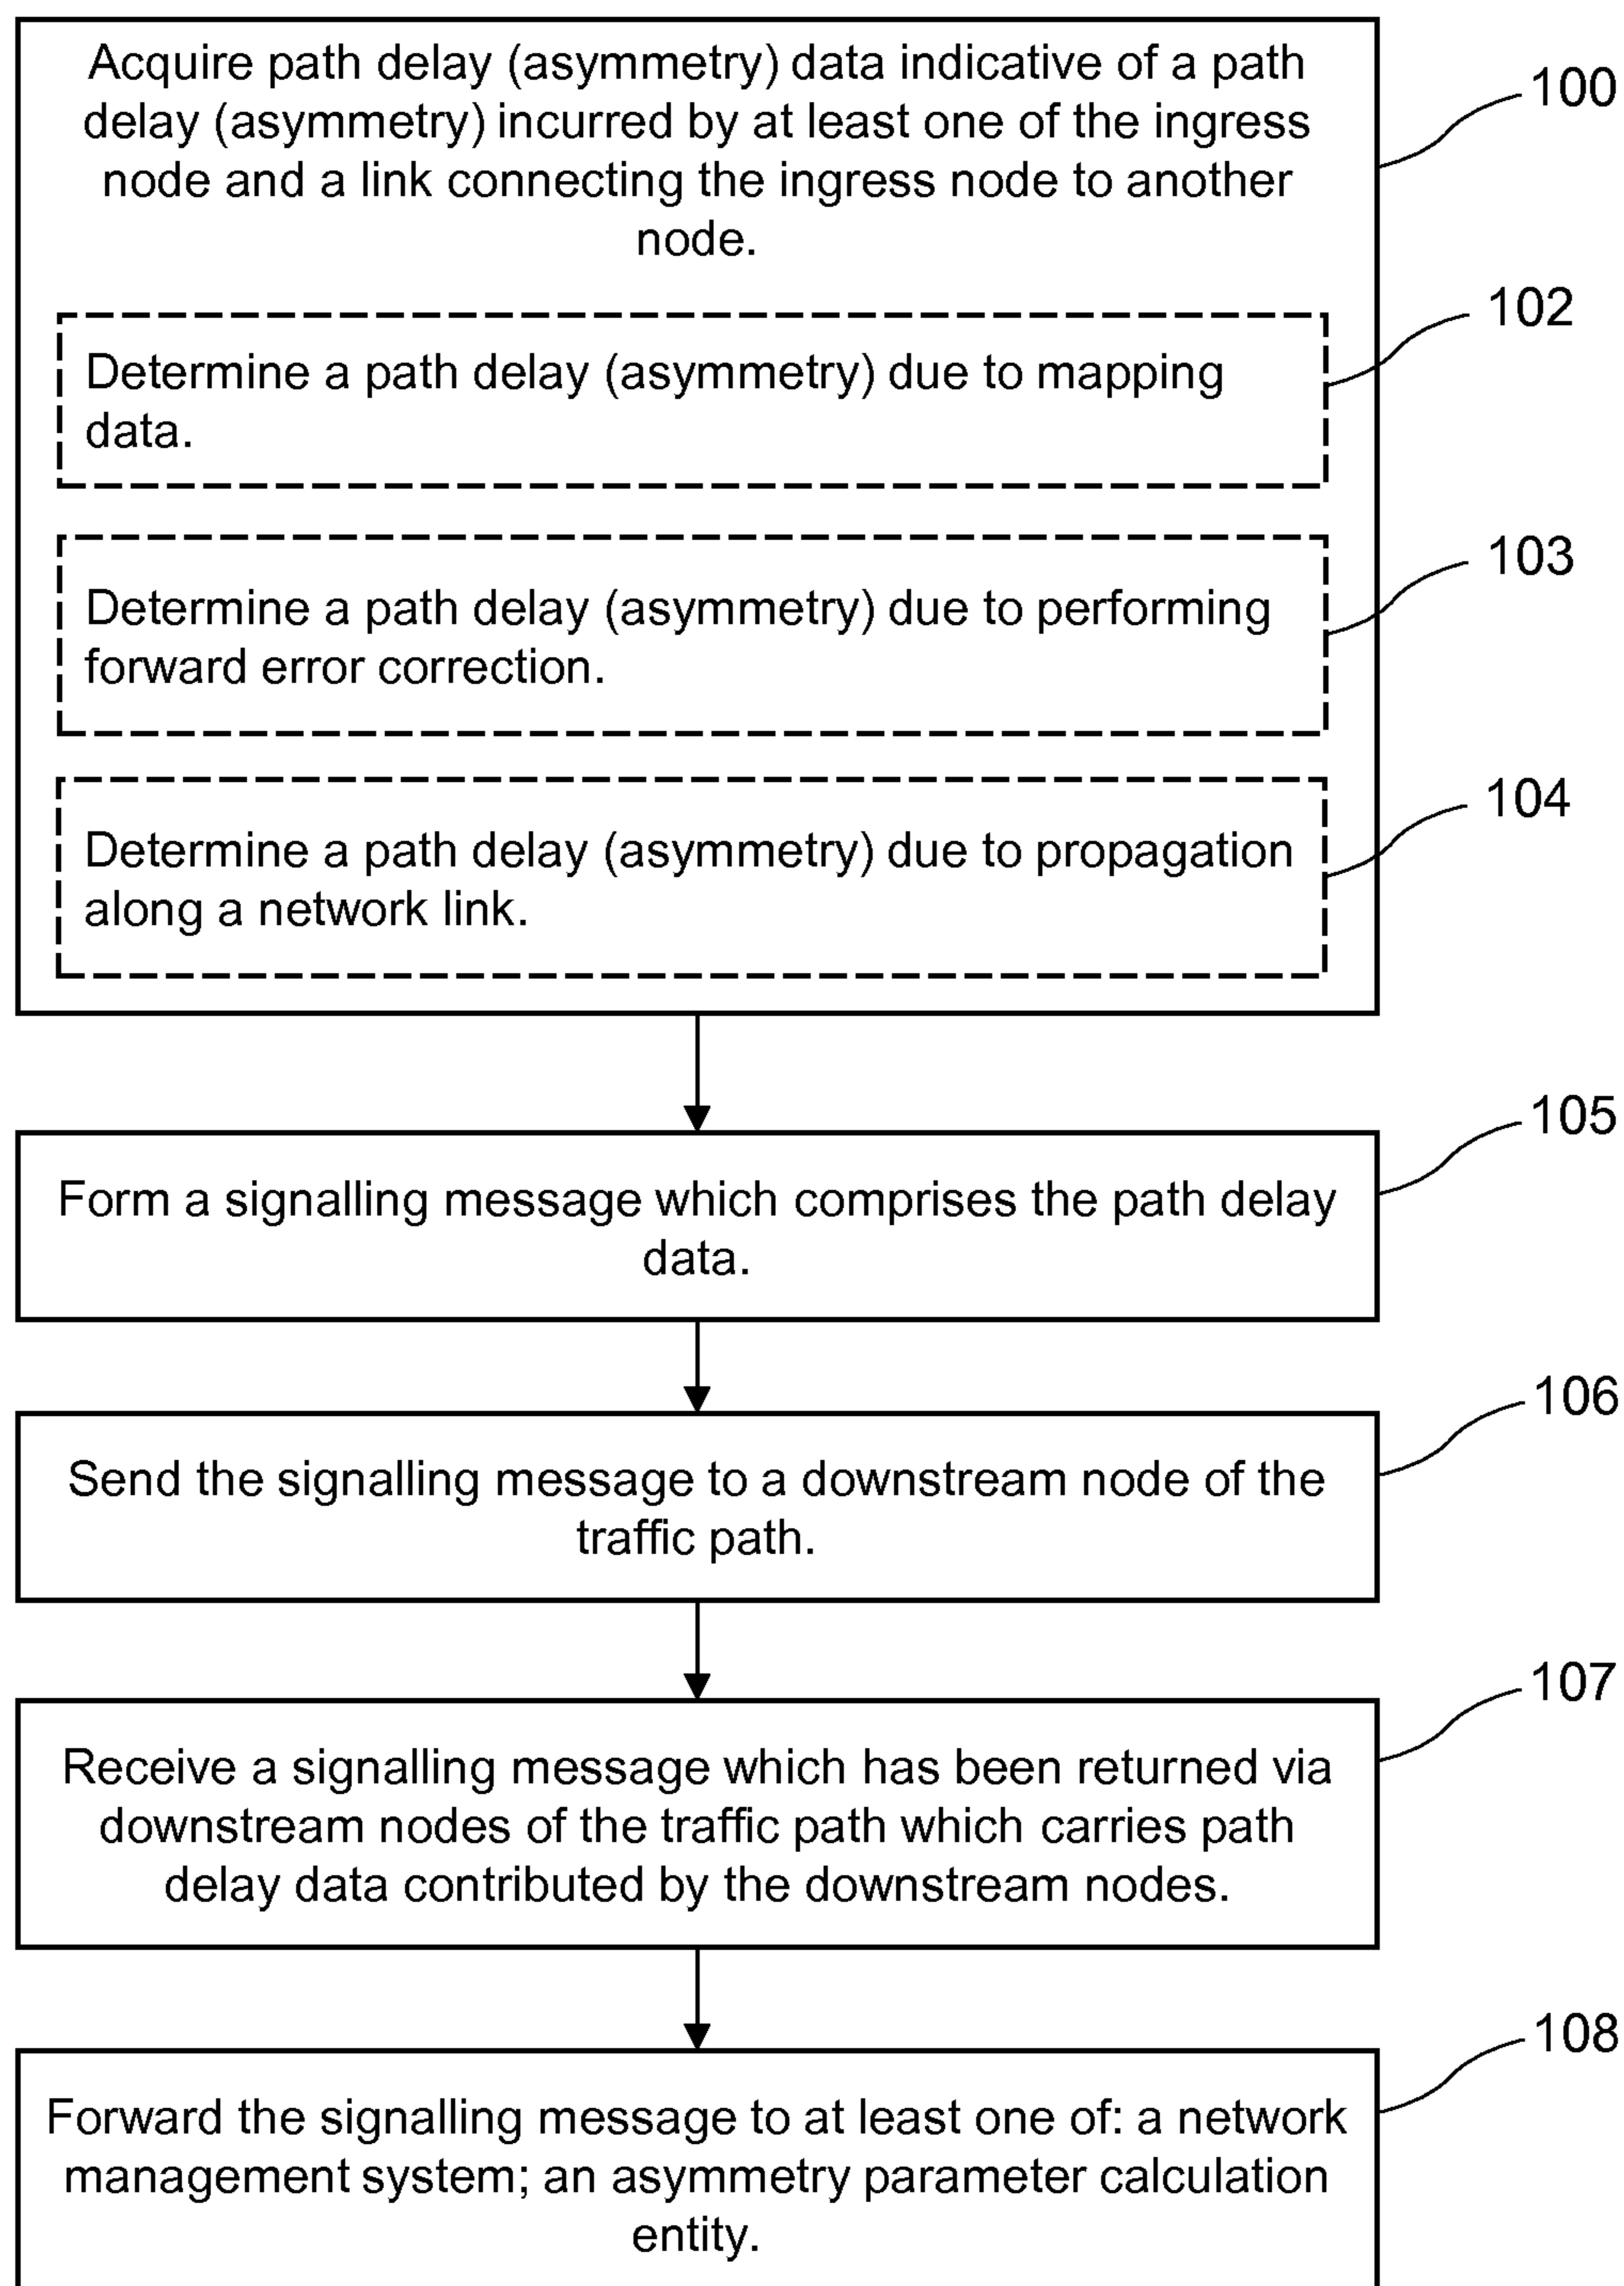 Acquire path delay (asymmetry) data indicative of a path
delay (asymmetry) incurred by at least one of the ingress
node and a link connecting the ingress node to another
node.
100
Determine a path delay (asymmetry) due to mapping
data.
102
Determine a path delay (asymmetry) due to performing
forward error correction.
103
Determine a path delay (asymmetry) due to propagation
along a network link.
104
Form a signalling message which comprises the path delay
data.
105
Send the signalling message to a downstream node of the
traffic path.
106
Receive a signalling message which has been returned via
downstream nodes of the traffic path which carries path
delay data contributed by the downstream nodes.
107
Forward the signalling message to at least one of: a network
management system; an asymmetry parameter calculation
entity.
108